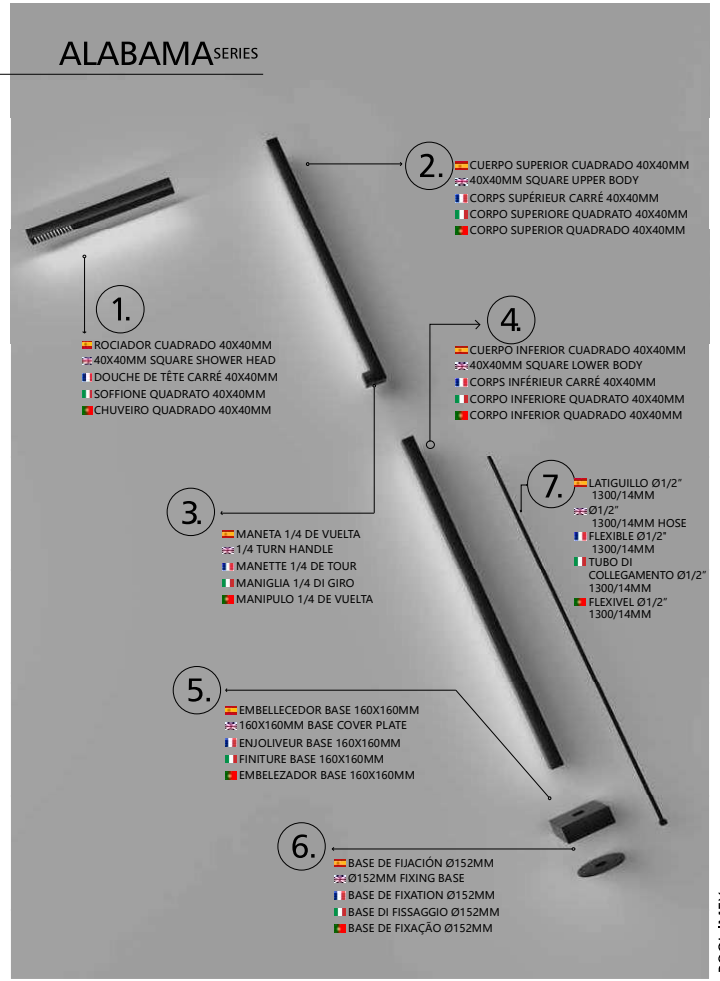 ALABAMA SERIES
2.
CUERPO SUPERIOR CUADRADO 40X40MM
40X40MM SQUARE UPPER BODY
CORPS SUPÉRIEUR CARRÉ 40X40MM
CORPO SUPERIORE QUADRATO 40X40MM
CORPO SUPERIOR QUADRADO 40X40MM
1.
ROCIADOR CUADRADO 40X40MM
40X40MM SQUARE SHOWER HEAD
DOUCHE DE TÊTE CARRÉ 40X40MM
SOFFIONE QUADRATO 40X40MM
CHUVEIRO QUADRADO 40X40MM
4.
CUERPO INFERIOR CUADRADO 40X40MM
40X40MM SQUARE LOWER BODY
CORPS INFÉRIEUR CARRÉ 40X40MM
CORPO INFERIORE QUADRATO 40X40MM
CORPO INFERIOR QUADRADO 40X40MM
3.
MANETA 1/4 DE VUELTA
1/4 TURN HANDLE
MANETTE 1/4 DE TOUR
MANIGLIA 1/4 DI GIRO
MANIPULO 1/4 DE VUELTA
7.
LATIGUILLO Ø1/2"
1300/14MM
Ø1/2"
1300/14MM HOSE
FLEXIBLE Ø1/2"
1300/14MM
TUBO DI
COLLEGAMENTO Ø1/2"
1300/14MM
FLEXIVEL Ø1/2"
1300/14MM
5.
EMBELLECEDOR BASE 160X160MM
160X160MM BASE COVER PLATE
ENJOLIVEUR BASE 160X160MM
FINITURE BASE 160X160MM
EMBELEZADOR BASE 160X160MM
6.
BASE DE FIJACIÓN Ø152MM
Ø152MM FIXING BASE
BASE DE FIXATION Ø152MM
BASE DI FISSAGGIO Ø152MM
BASE DE FIXAÇÃO Ø152MM